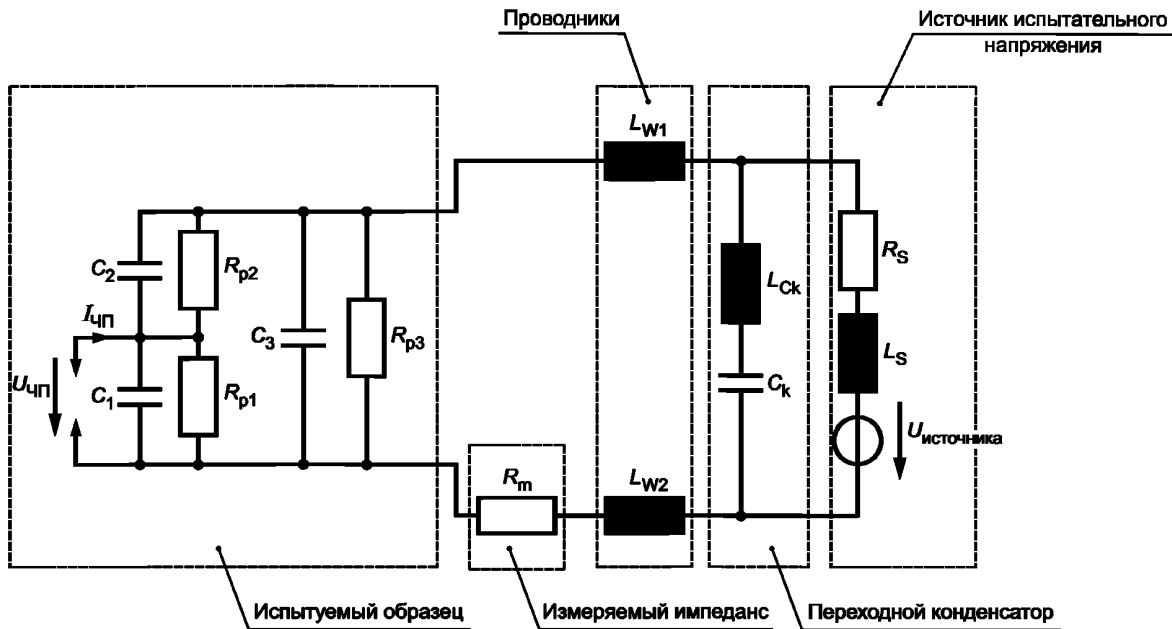 Проводники
Источник испытательного
напряжения
L_W1
R_S
C_2
R_p2
L_Ck
I_ЧП
C_3
R_p3
L_S
U_ЧП
C_1
R_p1
C_k
U_источника
R_m
L_W2
Испытуемый образец
Измеряемый импеданс
Переходной конденсатор